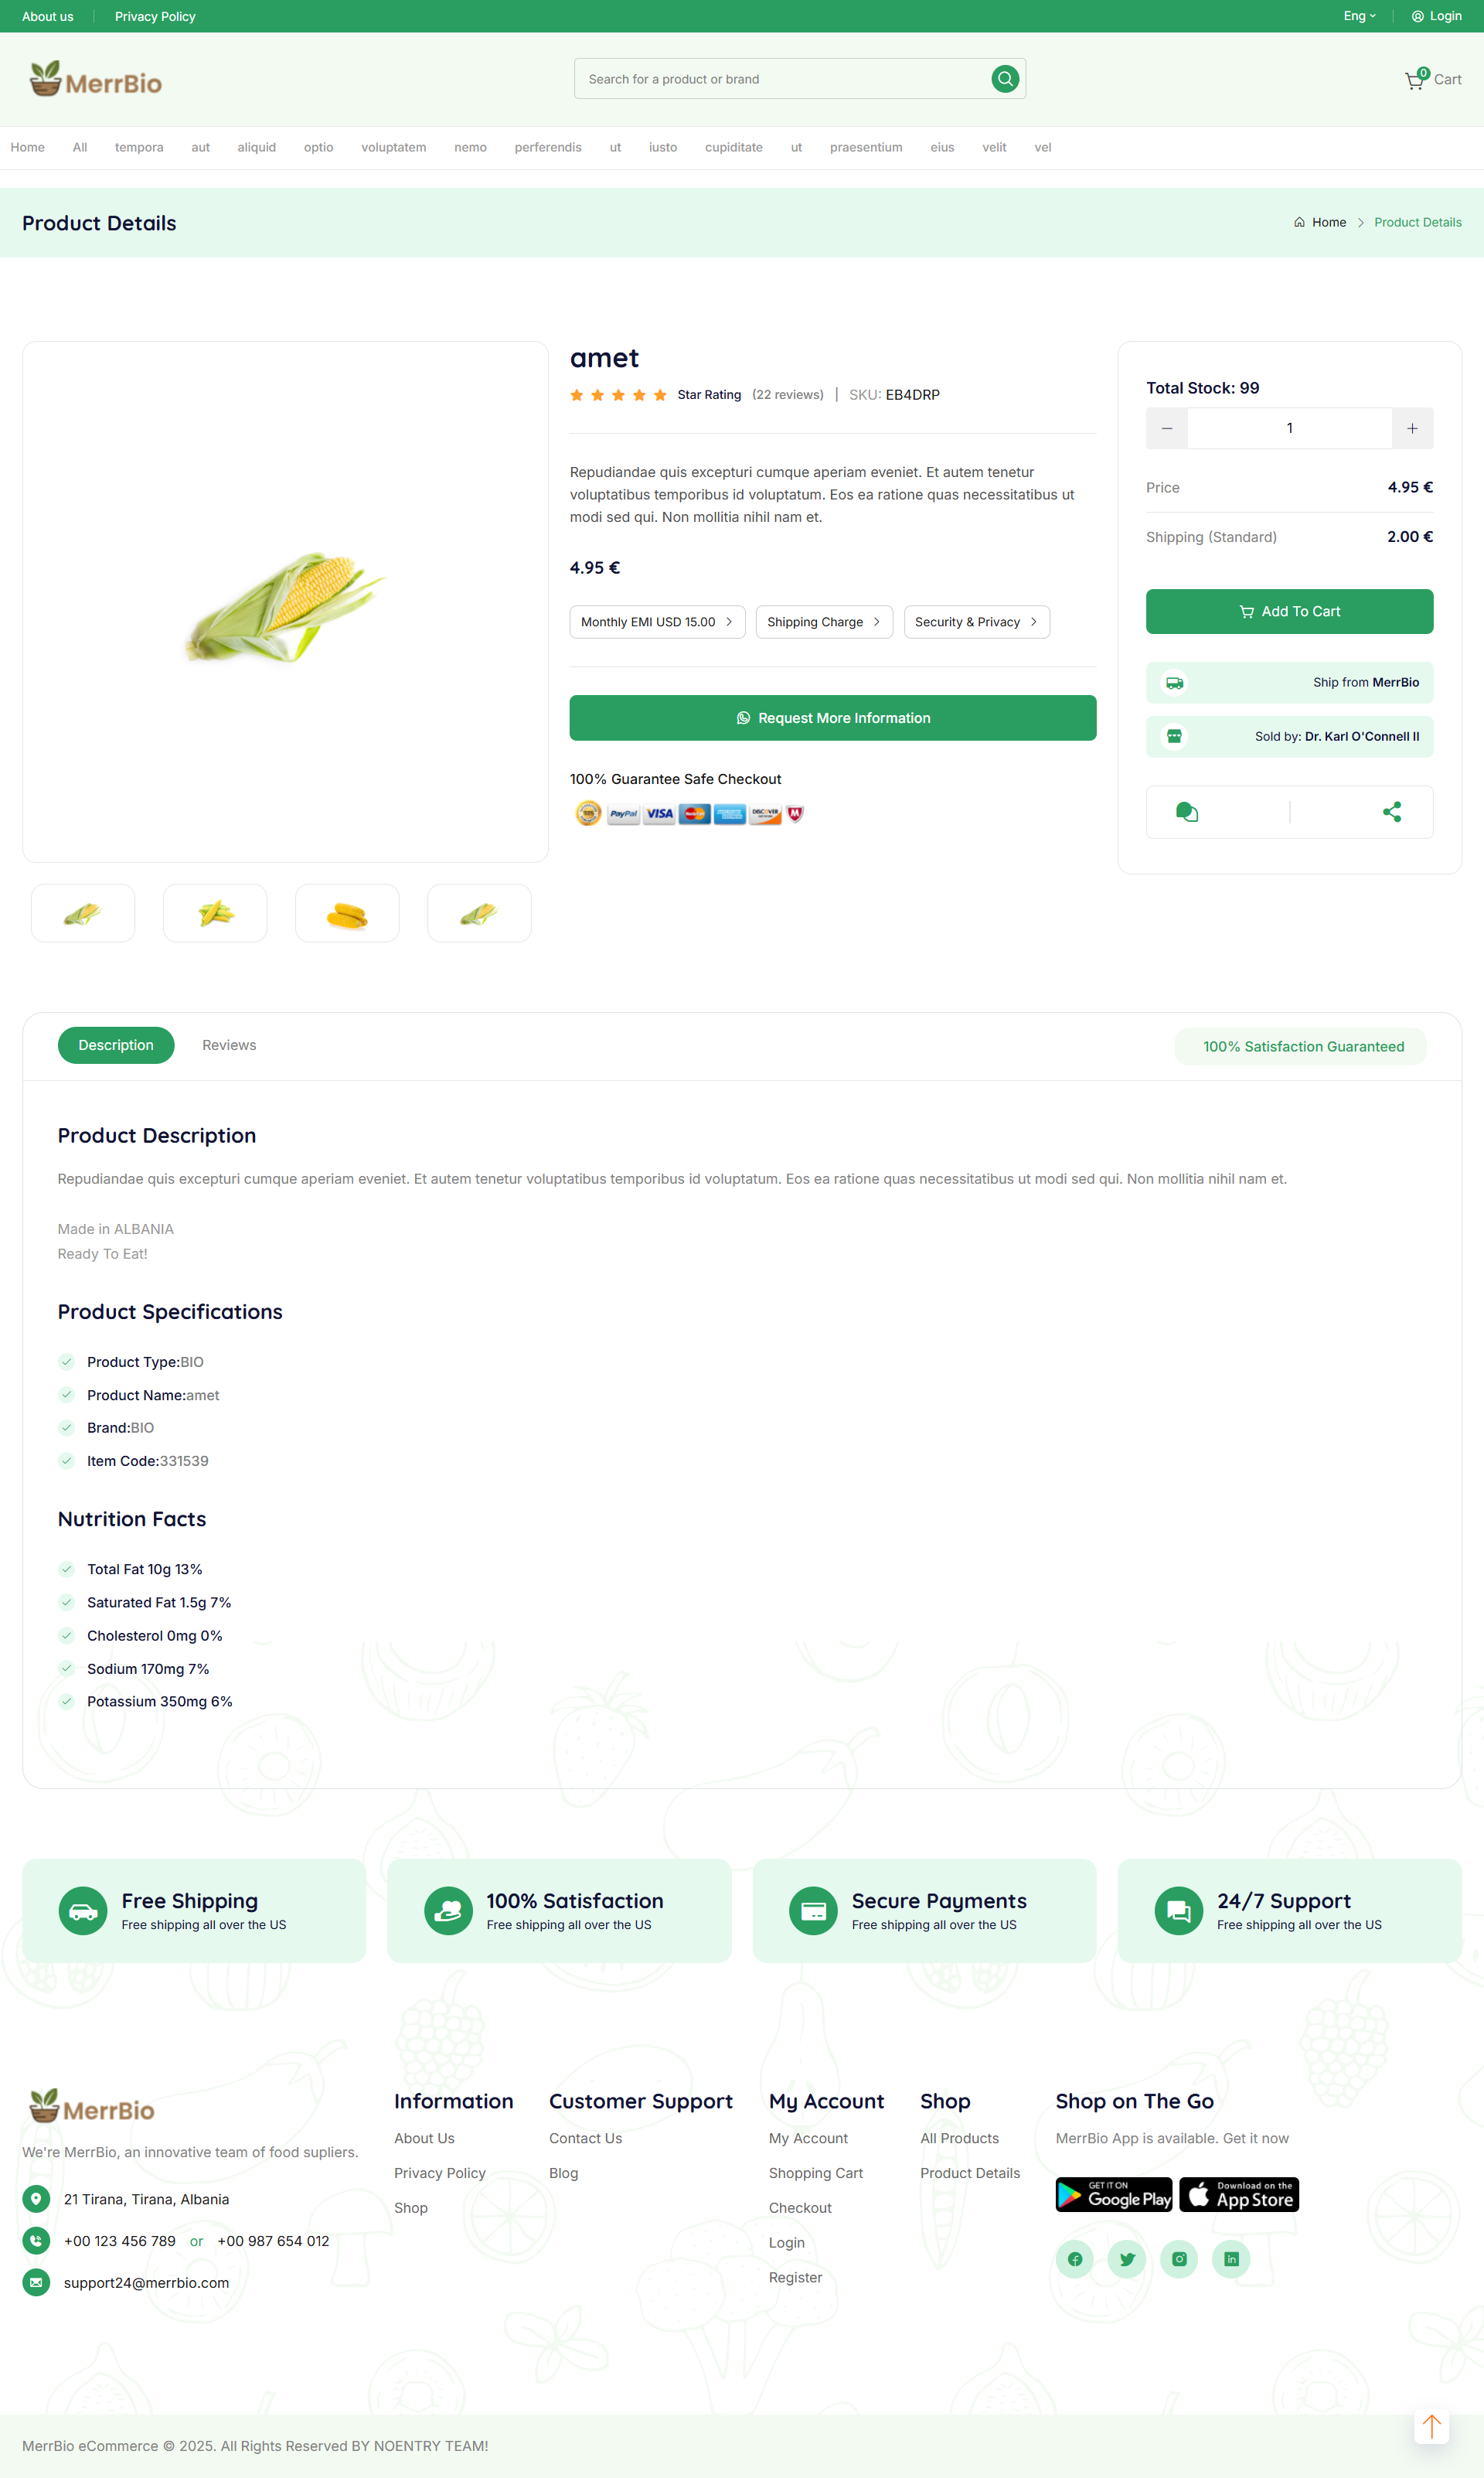 About us
Privacy Policy
Eng
Login
MerrBio
Search for a product or brand
0
Cart
Home
All
tempora
aut
aliquid
optio
voluptatem
nemo
perferendis
ut
iusto
cupiditate
ut
praesentium
eius
velit
vel
Product Details
Home
Product Details
amet
Star Rating (22 reviews) | SKU: EB4DRP
Repudiandae quis excepturi cumque aperiam eveniet. Et autem tenetur
voluptatibus temporibus id voluptatum. Eos ea ratione quas necessitatibus ut
modi sed qui. Non mollitia nihil nam et.
4.95 €
Monthly EMI USD 15.00
Shipping Charge
Security & Privacy
Request More Information
100% Guarantee Safe Checkout
PayPal
VISA
DISCOVER
Total Stock: 99
1
Price
4.95 €
Shipping (Standard)
2.00 €
Add To Cart
Ship from MerrBio
Sold by: Dr. Karl O'Connell II
Description
Reviews
100% Satisfaction Guaranteed
Product Description
Repudiandae quis excepturi cumque aperiam eveniet. Et autem tenetur voluptatibus temporibus id voluptatum. Eos ea ratione quas necessitatibus ut modi sed qui. Non mollitia nihil nam et.
Made in ALBANIA
Ready To Eat!
Product Specifications
Product Type:BIO
Product Name:amet
Brand:BIO
Item Code:331539
Nutrition Facts
Total Fat 10g 13%
Saturated Fat 1.5g 7%
Cholesterol 0mg 0%
Sodium 170mg 7%
Potassium 350mg 6%
Free Shipping
Free shipping all over the US
100% Satisfaction
Free shipping all over the US
Secure Payments
Free shipping all over the US
24/7 Support
Free shipping all over the US
MerrBio
We're MerrBio, an innovative team of food supliers.
21 Tirana, Tirana, Albania
+00 123 456 789 or +00 987 654 012
support24@merrbio.com
Information
About Us
Privacy Policy
Shop
Customer Support
Contact Us
Blog
My Account
My Account
Shopping Cart
Checkout
Login
Register
Shop
All Products
Product Details
Shop on The Go
MerrBio App is available. Get it now
GET IT ON
Google Play
Download on the
App Store
MerrBio eCommerce © 2025. All Rights Reserved BY NOENTRY TEAM!